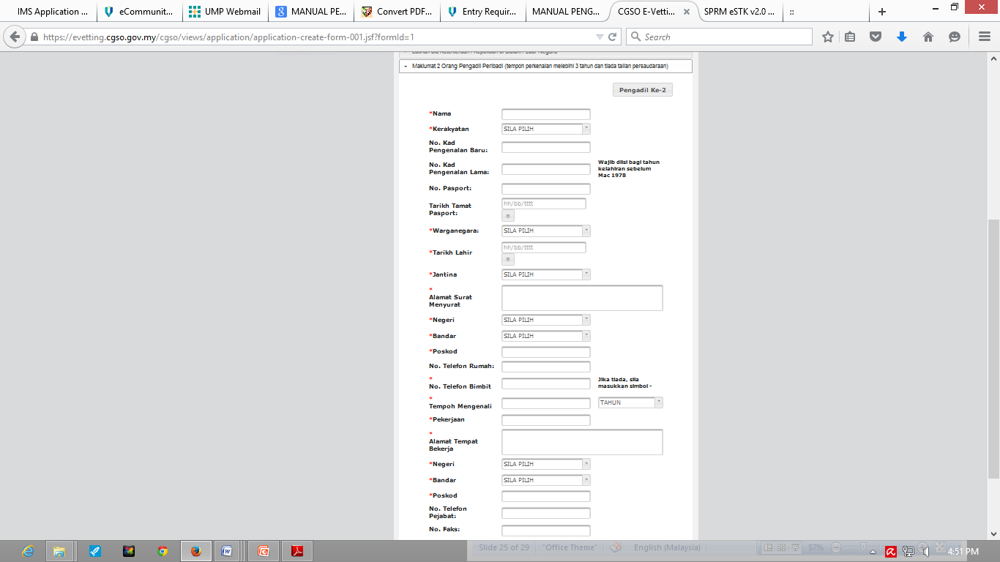 IMS Application ...
eCommunit...
UMP Webmail
MANUAL PE...
Convert PDF...
Entry Requir...
MANUAL PENG...
CGSO E-Vetti...
SPRM eSTK v2.0 ...
::
https://evetting.cgso.gov.my/cgso/views/application/application-create-form-001.jsf?formId=1
Search
Maklumat 2 Orang Pengadil Peribadi (tempoh perkenalan melebihi 3 tahun dan tiada talian persaudaraan)
Pengadil Ke-2
*Nama
*Kerakyatan SILA PILIH
No. Kad
Pengenalan Baru:
No. Kad
Pengenalan Lama:
Wajib diisi bagi tahun
kelahiran sebelum
Mac 1978
No. Pasport:
Tarikh Tamat
Pasport:
hh/bb/tttt
*Warganegara: SILA PILIH
*Tarikh Lahir hh/bb/tttt
*Jantina SILA PILIH
*
Alamat Surat
Menyurat
*Negeri SILA PILIH
*Bandar SILA PILIH
*Poskod
No. Telefon Rumah:
*
No. Telefon Bimbit
Jika tiada, sila
masukkan simbol -
*
Tempoh Mengenali TAHUN
*Pekerjaan
*
Alamat Tempat
Bekerja
*Negeri SILA PILIH
*Bandar SILA PILIH
*Poskod
No. Telefon
Pejabat:
No. Faks:
Slide 25 of 29 "Office Theme" English (Malaysia) 57%
4:51 PM